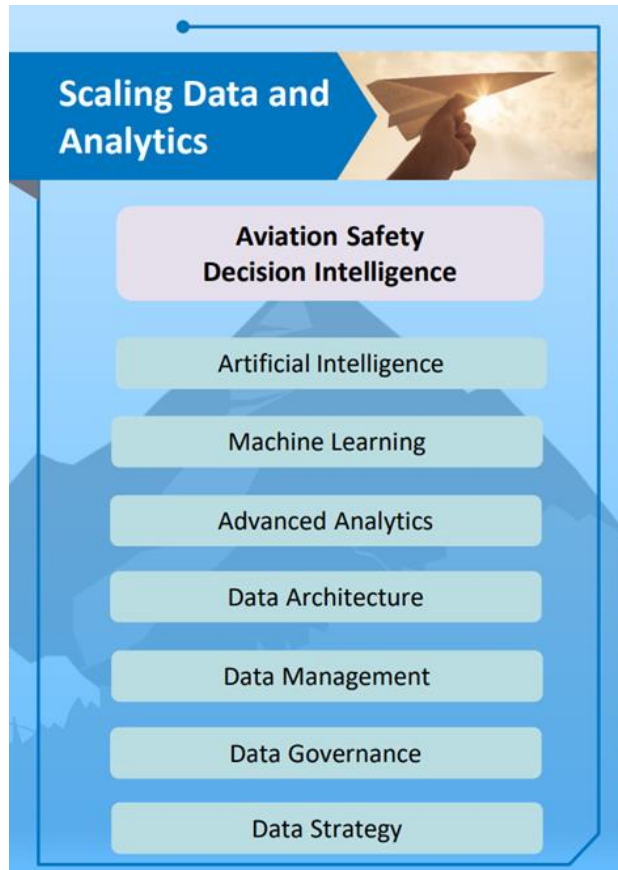 Scaling Data and
Analytics
Aviation Safety
Decision Intelligence
Artificial Intelligence
Machine Learning
Advanced Analytics
Data Architecture
Data Management
Data Governance
Data Strategy